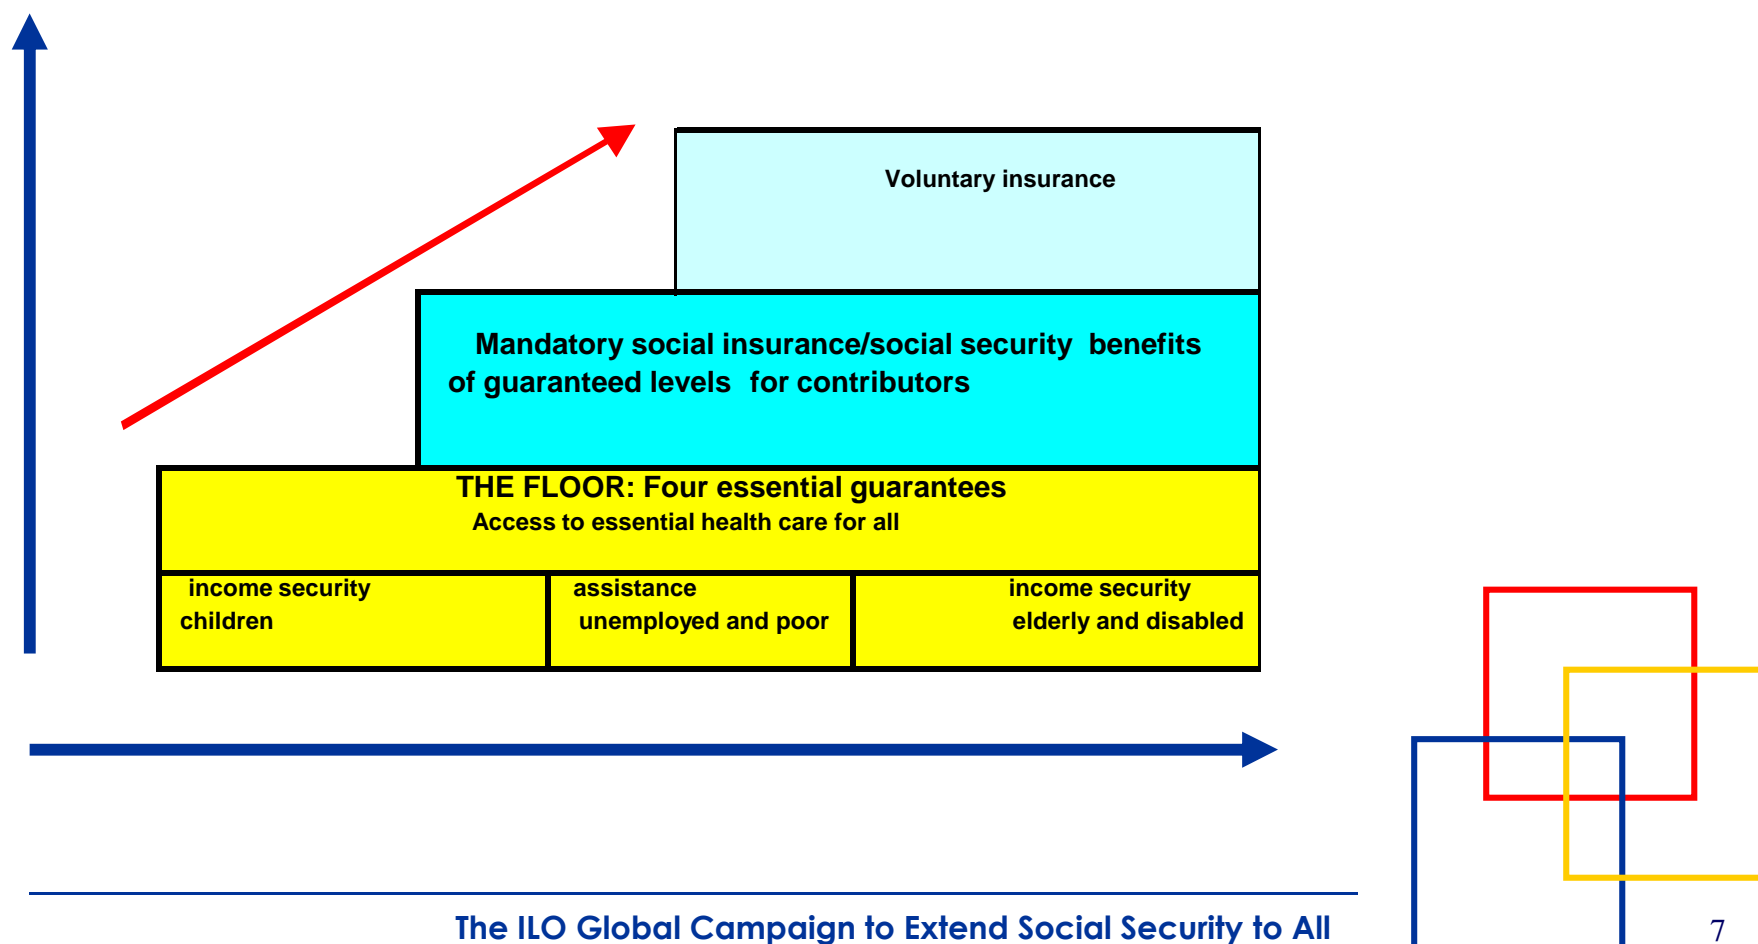 Voluntary insurance
Mandatory social insurance/social security benefits
of guaranteed levels for contributors
THE FLOOR: Four essential guarantees
Access to essential health care for all
income security
children
assistance
unemployed and poor
income security
elderly and disabled
The ILO Global Campaign to Extend Social Security to All
7